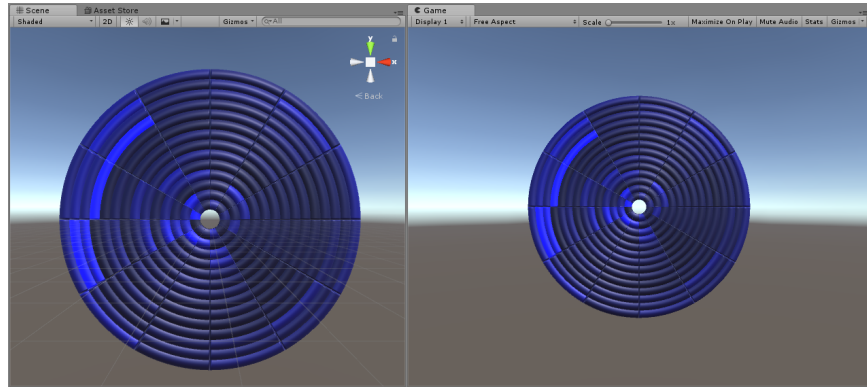 Scene
Asset Store
Shaded
2D
Gizmos
All
y
x
Back
Game
Display 1
Free Aspect
Scale
1x
Maximize On Play
Mute Audio
Stats
Gizmos